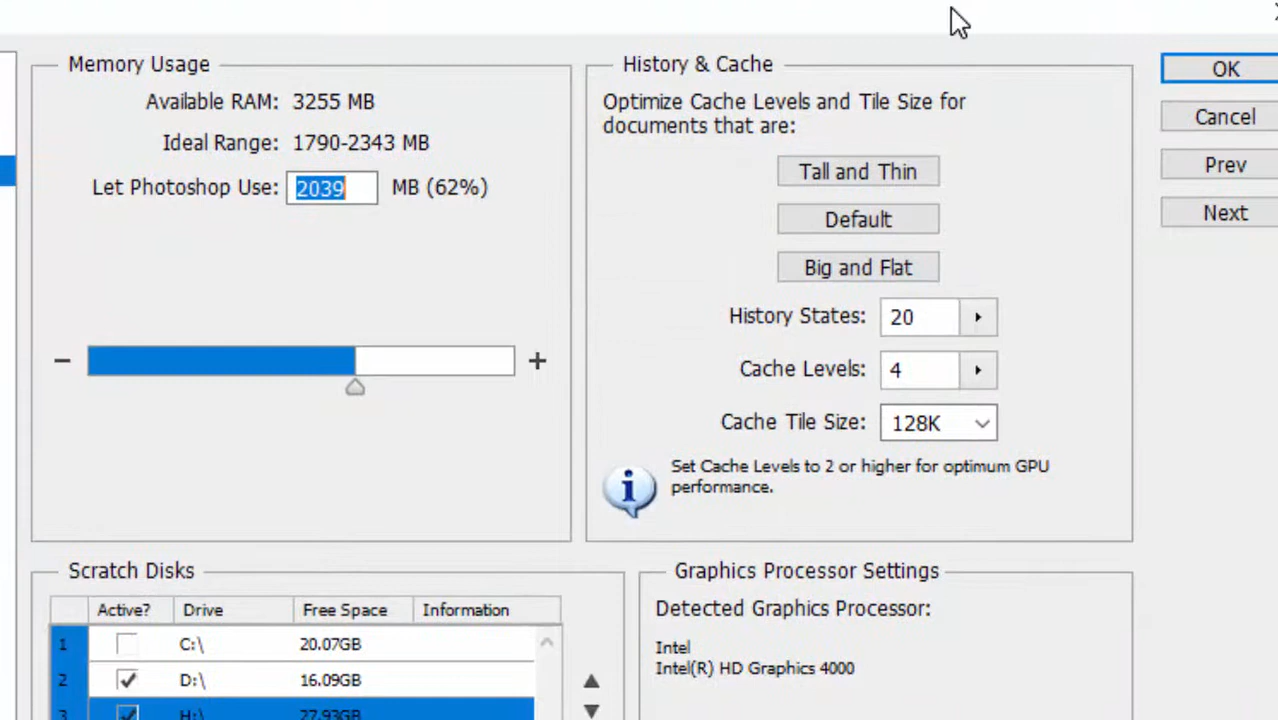 Memory Usage
Available RAM: 3255 MB
Ideal Range: 1790-2343 MB
Let Photoshop Use: 2039 MB (62%)
− +
History & Cache
Optimize Cache Levels and Tile Size for
documents that are:
Tall and Thin
Default
Big and Flat
History States: 20
Cache Levels: 4
Cache Tile Size: 128K
Set Cache Levels to 2 or higher for optimum GPU
performance.
OK
Cancel
Prev
Next
Scratch Disks
Active? Drive Free Space Information
1 C:\ 20.07GB
2 D:\ 16.09GB
3 H:\ 27.93GB
Graphics Processor Settings
Detected Graphics Processor:
Intel
Intel(R) HD Graphics 4000